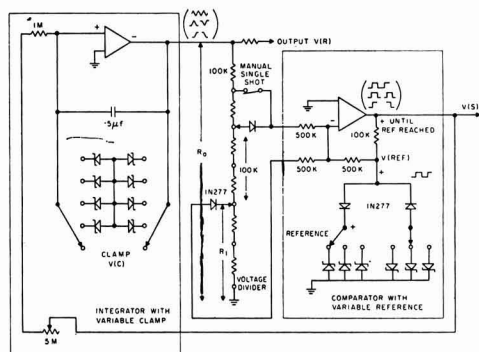 1M
+
-
OUTPUT V(R)
100K
MANUAL
SINGLE
SHOT
V(S)
+ UNTIL
REF REACHED
100K
.5μf
R₀
500K
-
+
500K
500K
V(REF)
+
100K
1N277
1N277
REFERENCE
+
CLAMP
V(C)
R₁
VOLTAGE
DIVIDER
INTEGRATOR WITH
VARIABLE CLAMP
COMPARATOR WITH
VARIABLE REFERENCE
5M